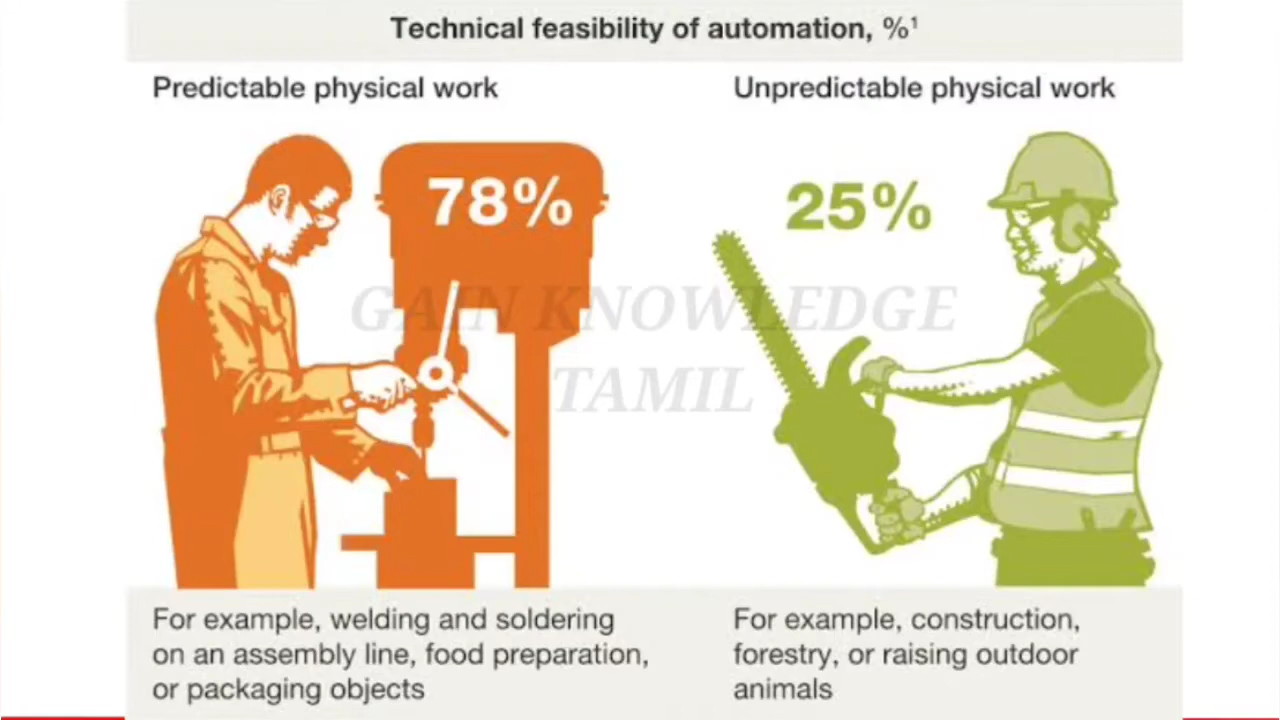 Technical feasibility of automation, %¹
Predictable physical work
Unpredictable physical work
78%
25%
GAIN KNOWLEDGE
TAMIL
For example, welding and soldering
on an assembly line, food preparation,
or packaging objects
For example, construction,
forestry, or raising outdoor
animals